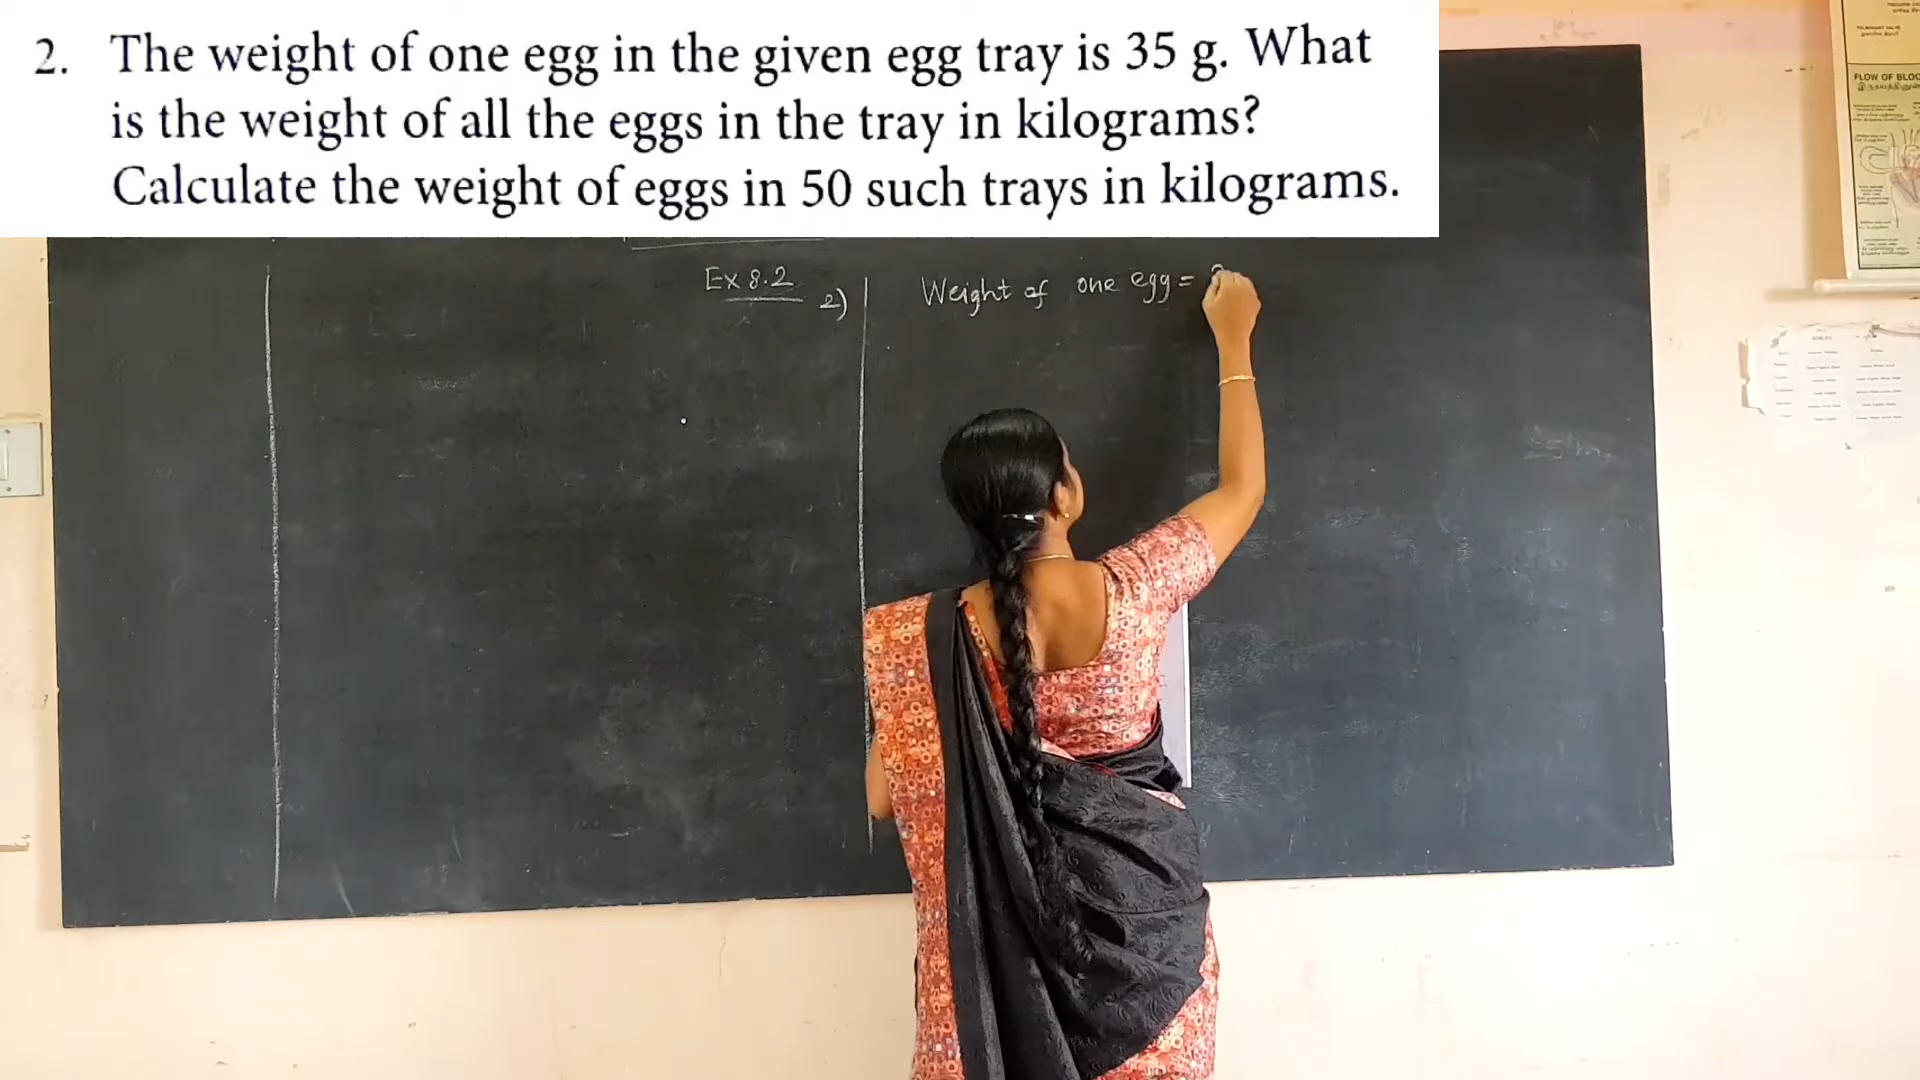 2. The weight of one egg in the given egg tray is 35 g. What
is the weight of all the eggs in the tray in kilograms?
Calculate the weight of eggs in 50 such trays in kilograms.
Ex 8.2
2)
Weight of one egg =
FLOW OF BLOO